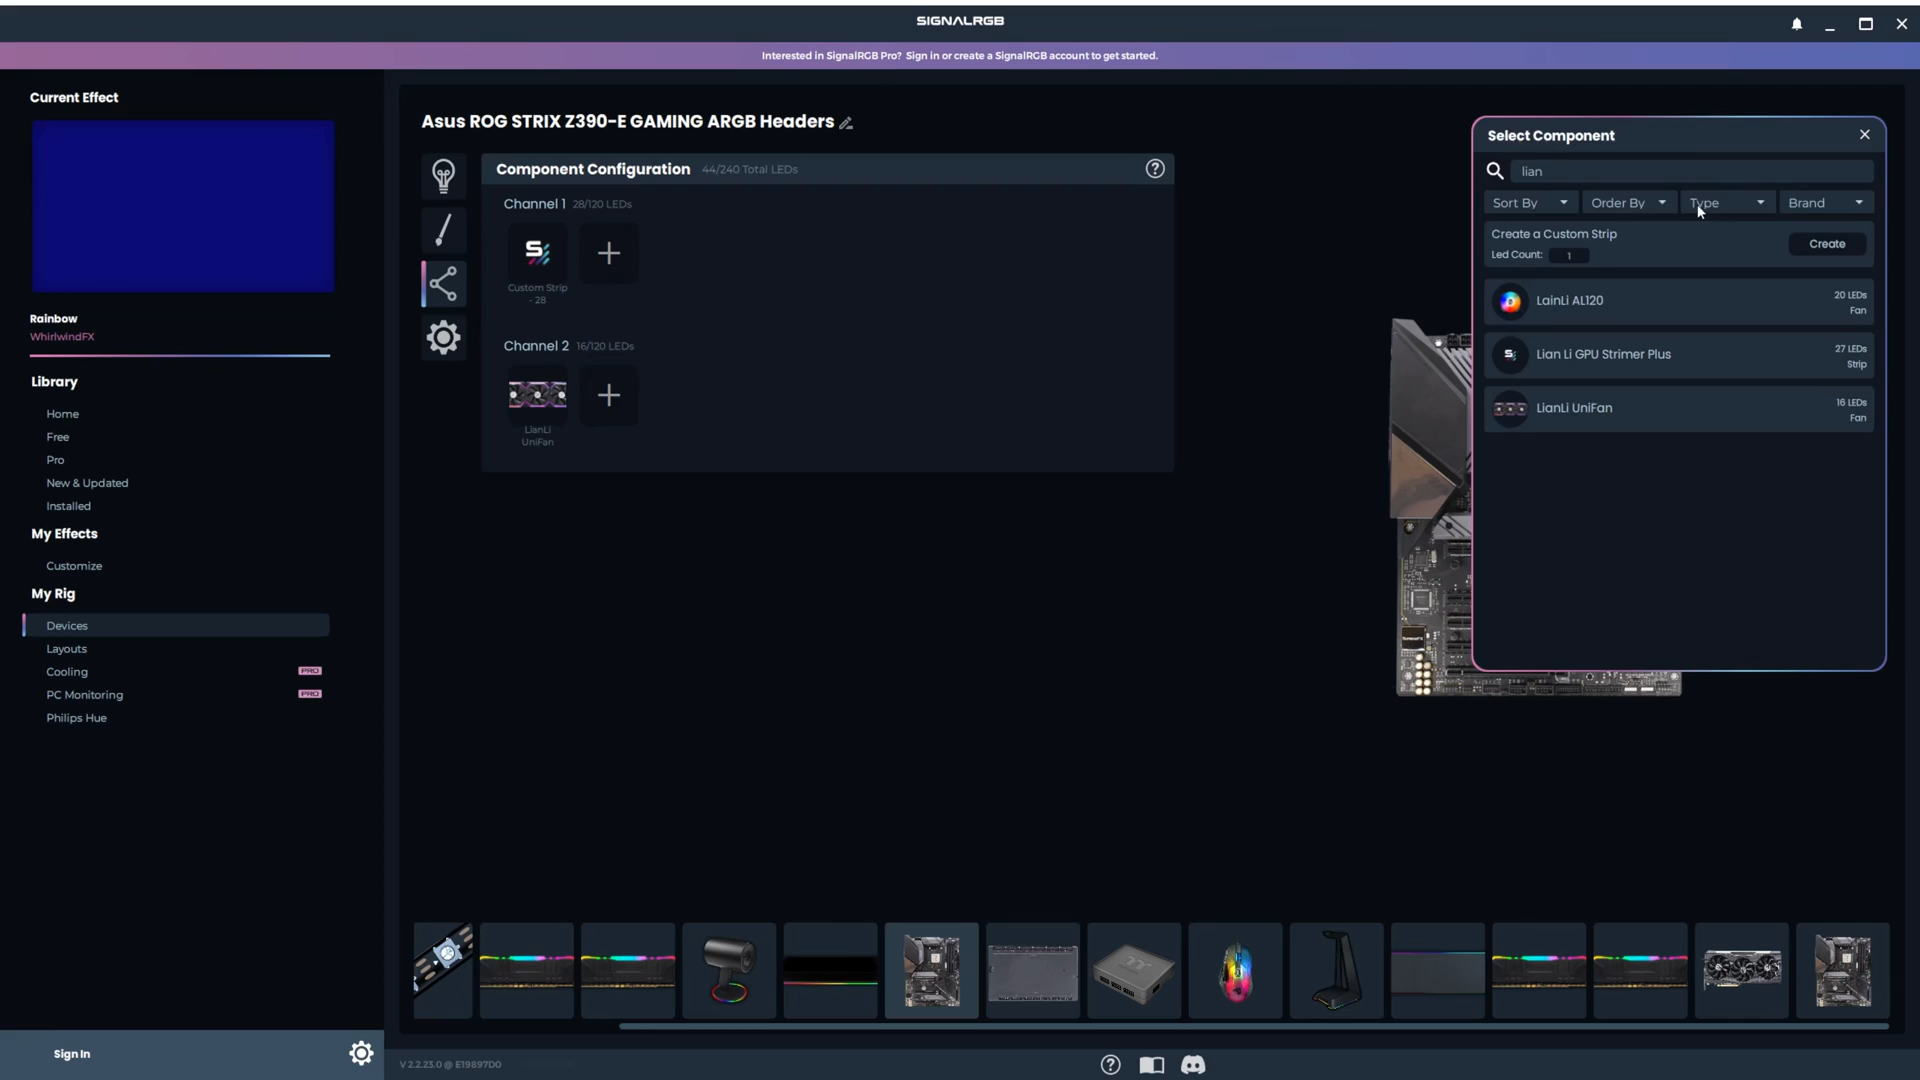 SIGNALRGB
Interested in SignalRGB Pro? Sign in or create a SignalRGB account to get started.
Current Effect
Rainbow
WhirlwindFX
Library
Home
Free
Pro
New & Updated
Installed
My Effects
Customize
My Rig
Devices
Layouts
Cooling PRO
PC Monitoring PRO
Philips Hue
Sign In
Asus ROG STRIX Z390-E GAMING ARGB Headers
Component Configuration 44/240 Total LEDs
Channel 1 28/120 LEDs
Custom Strip
- 28
Channel 2 16/120 LEDs
LianLi
UniFan
Select Component
lian
Sort By Order By Type Brand
Create a Custom Strip
Led Count: 1
Create
LainLi AL120
20 LEDs
Fan
Lian Li GPU Strimer Plus
27 LEDs
Strip
LianLi UniFan
16 LEDs
Fan
V 2.2.23.0 @ E19897D0